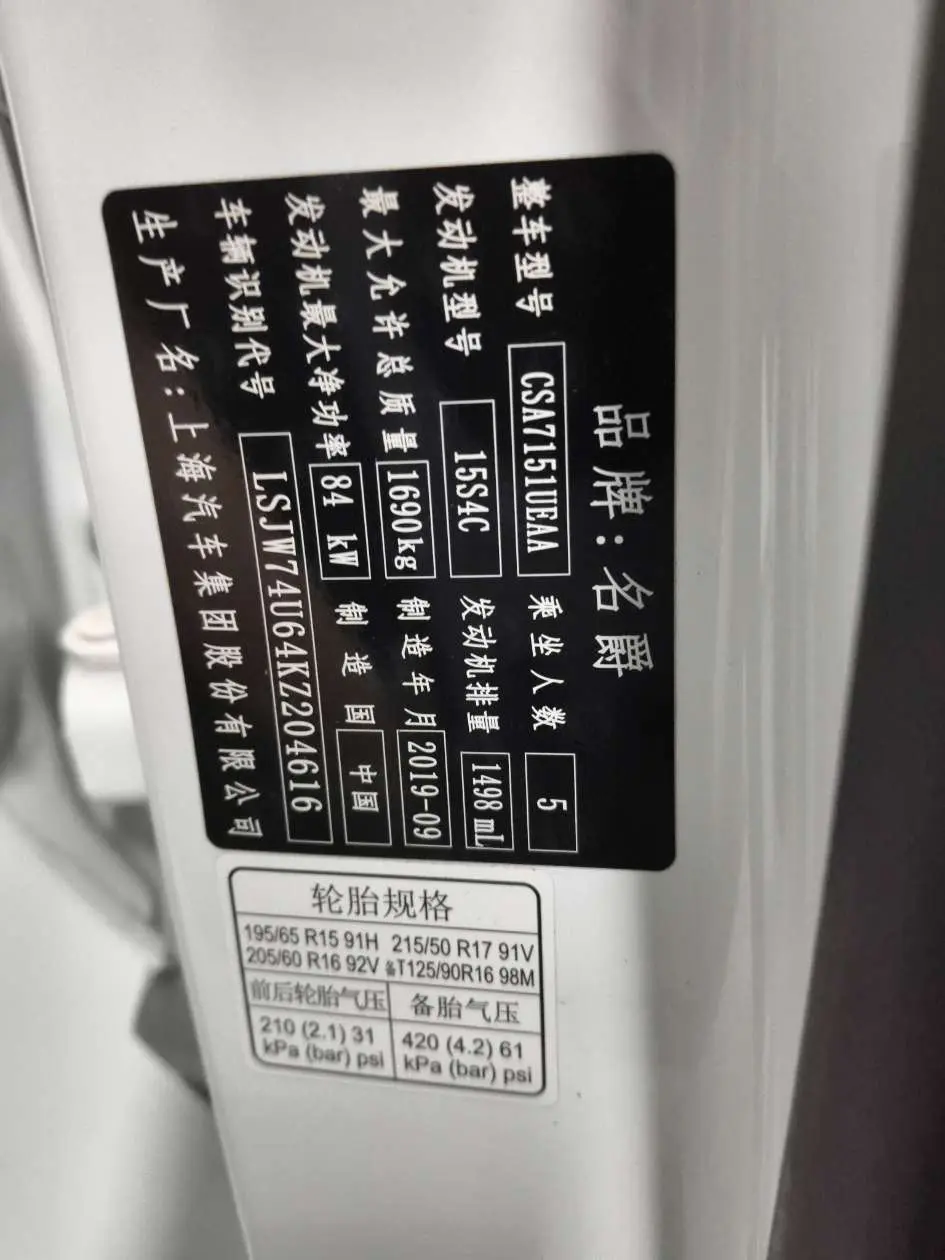 品牌:名爵
整车型号 CSA7151UEAA 乘坐人数 5
发动机型号 15S4C 发动机排量 1498 mL
最大允许总质量 1690kg 制造年月 2019-09
发动机最大净功率 84 kW 制造国 中国
车辆识别代号 LSJW74U64KZ204616
生产厂名:上海汽车集团股份有限公司
轮胎规格
195/65 R15 91H 215/50 R17 91V
205/60 R16 92V 备T125/90R16 98M
前后轮胎气压 备胎气压
210 (2.1) 31 420 (4.2) 61
kPa (bar) psi kPa (bar) psi